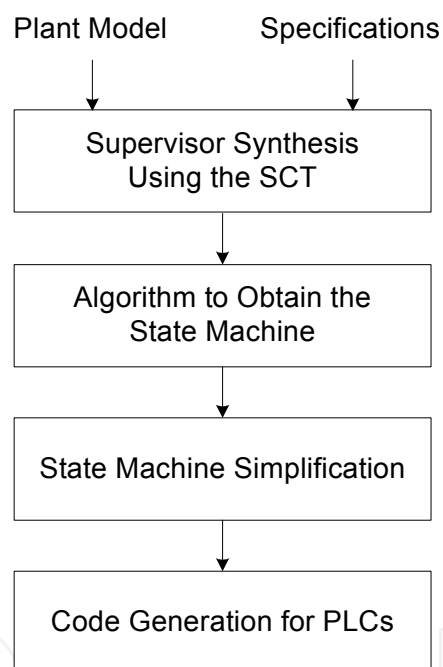 Plant Model
Specifications
Supervisor Synthesis
Using the SCT
Algorithm to Obtain the
State Machine
State Machine Simplification
Code Generation for PLCs